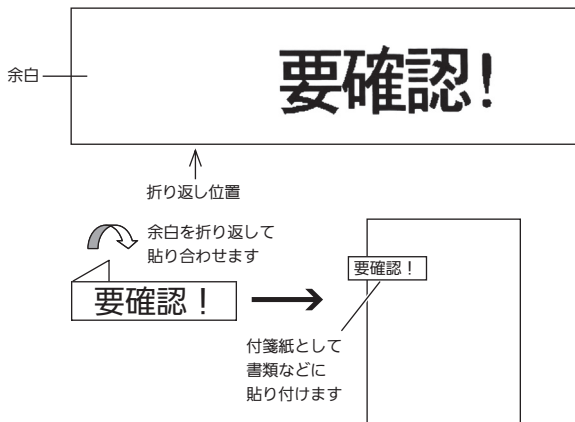 要確認!
余白
折り返し位置
余白を折り返して
貼り合わせます
要確認！
要確認！
付箋紙として
書類などに
貼り付けます